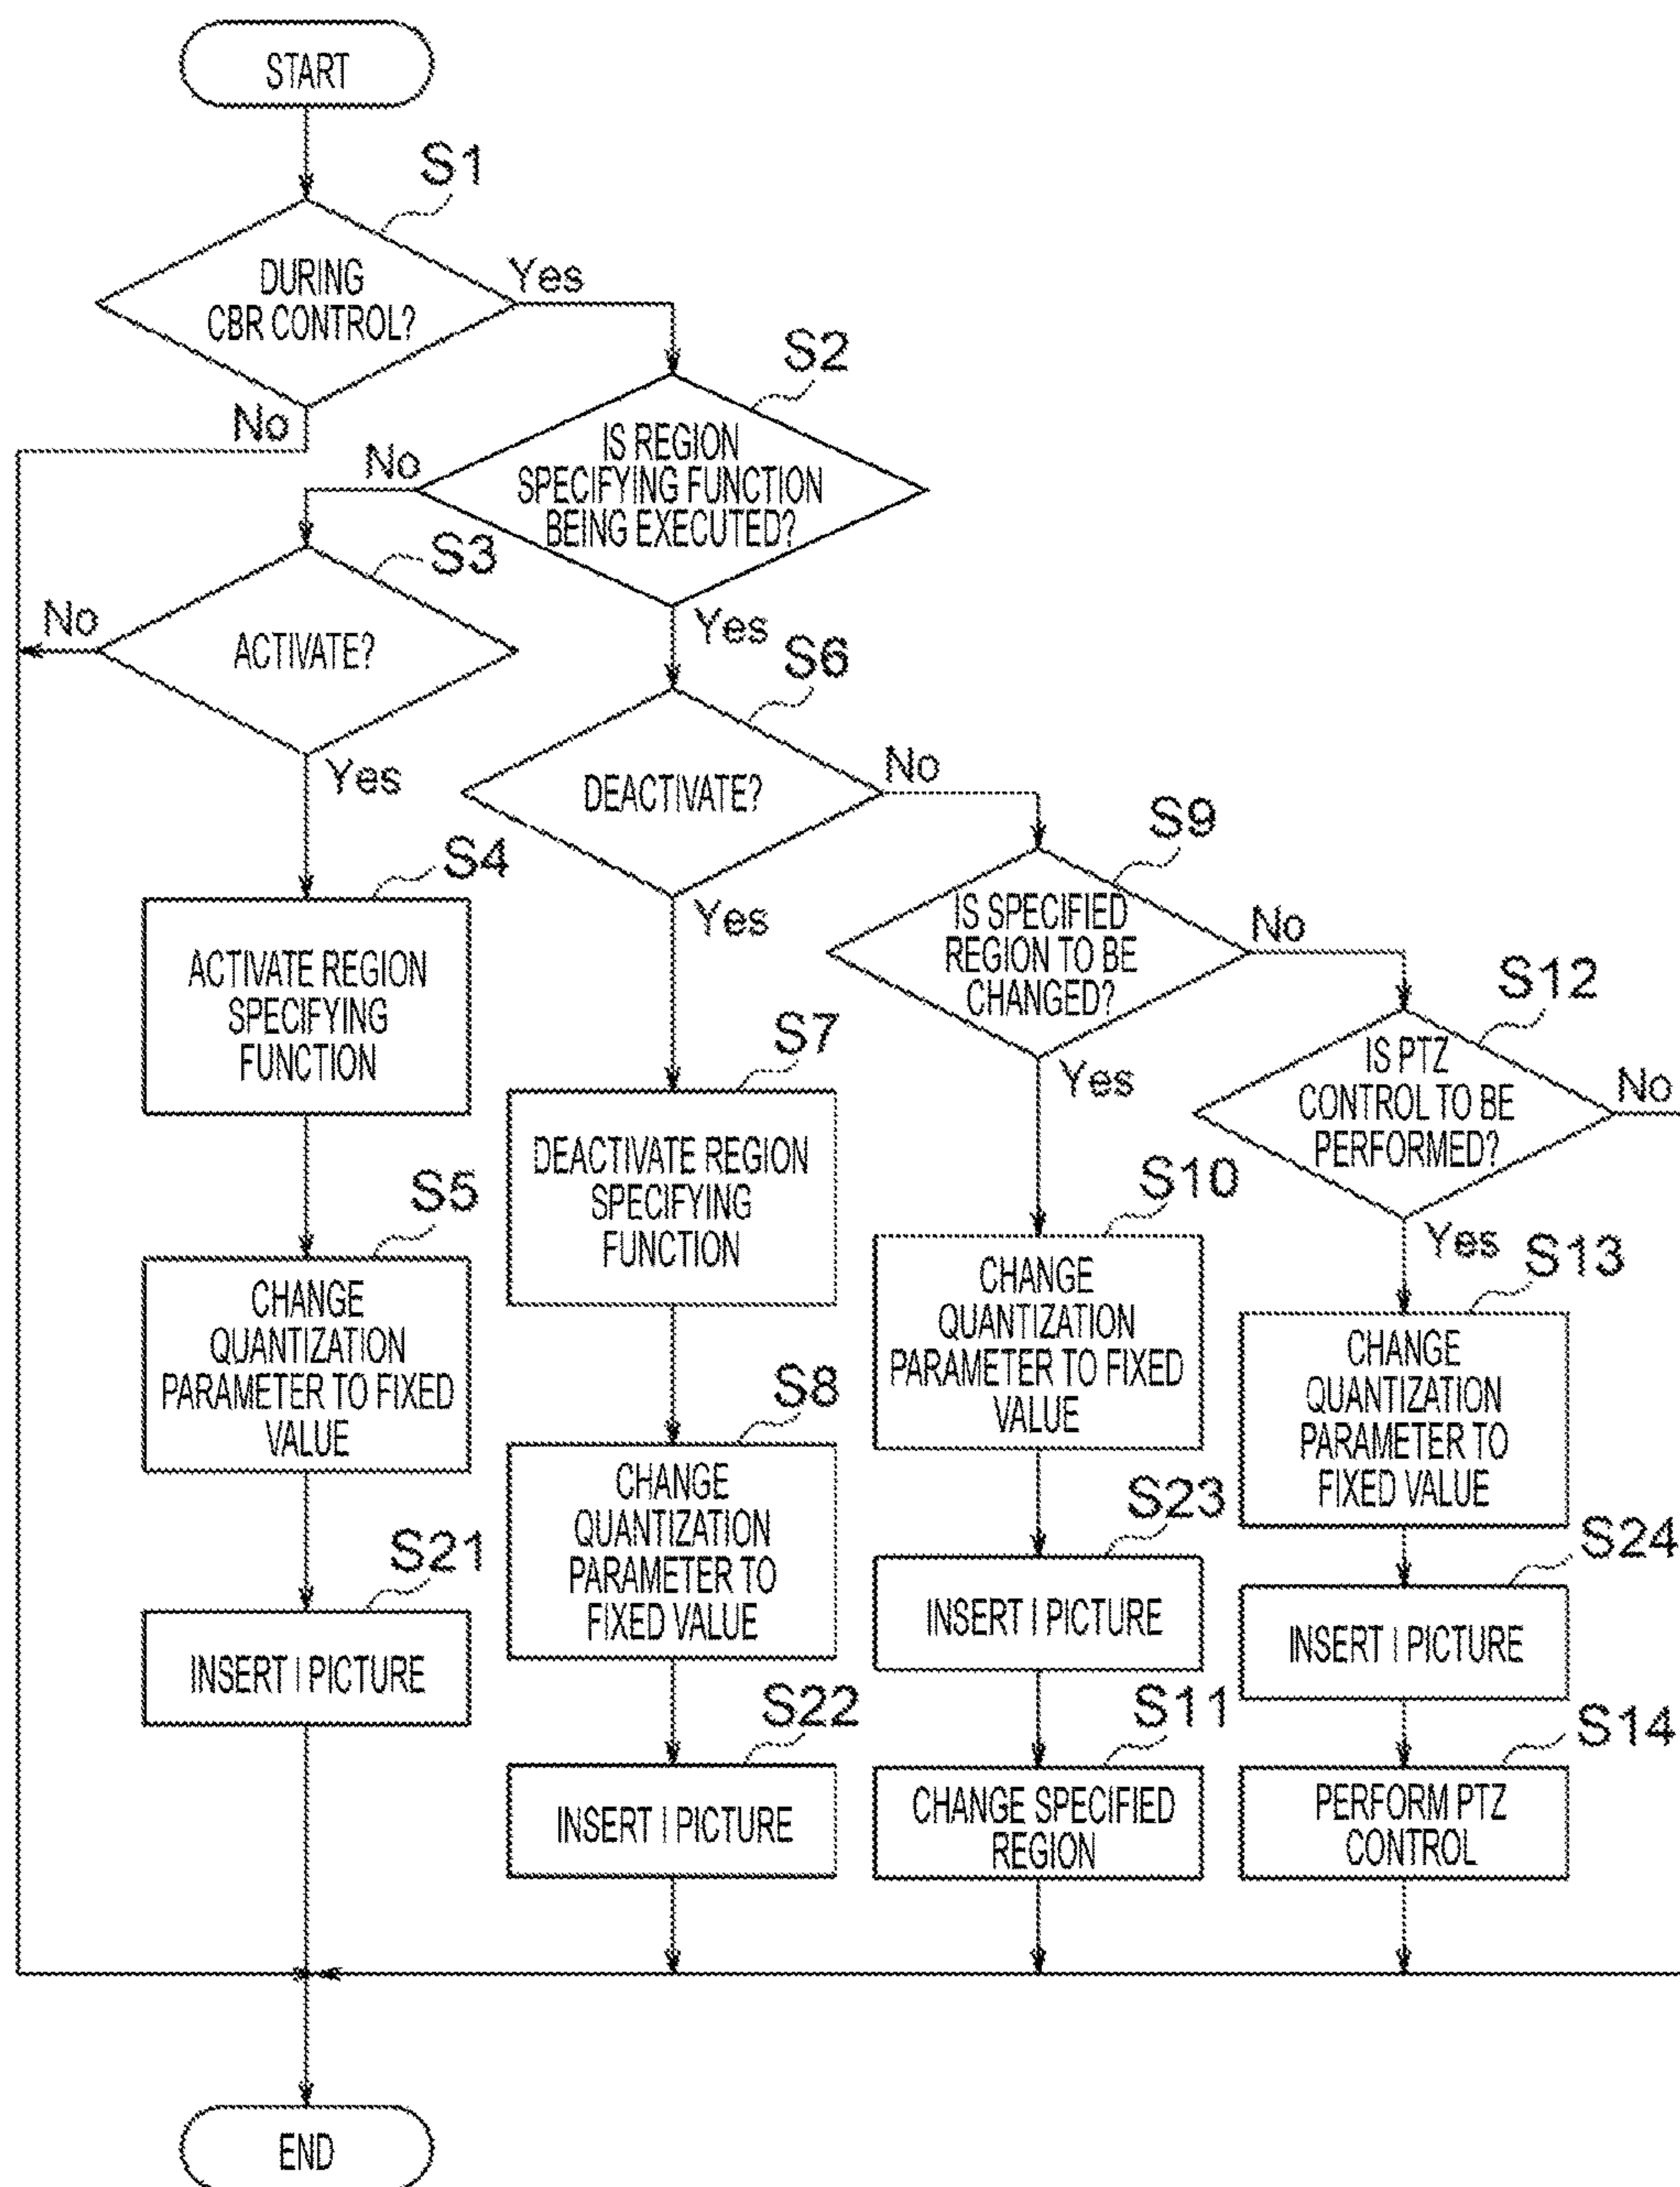 START
S1
DURING
CBR CONTROL?
Yes
No
S2
IS REGION
SPECIFYING FUNCTION
BEING EXECUTED?
No
Yes
S3
ACTIVATE?
No
Yes
S6
DEACTIVATE?
No
Yes
S9
IS SPECIFIED
REGION TO BE
CHANGED?
No
Yes
S12
IS PTZ
CONTROL TO BE
PERFORMED?
No
Yes
S4
ACTIVATE REGION
SPECIFYING
FUNCTION
S5
CHANGE
QUANTIZATION
PARAMETER TO FIXED
VALUE
S21
INSERT I PICTURE
S7
DEACTIVATE REGION
SPECIFYING
FUNCTION
S8
CHANGE
QUANTIZATION
PARAMETER TO
FIXED VALUE
S22
INSERT I PICTURE
S10
CHANGE
QUANTIZATION
PARAMETER TO FIXED
VALUE
S23
INSERT I PICTURE
S11
CHANGE SPECIFIED
REGION
S13
CHANGE
QUANTIZATION
PARAMETER TO
FIXED VALUE
S24
INSERT I PICTURE
S14
PERFORM PTZ
CONTROL
END